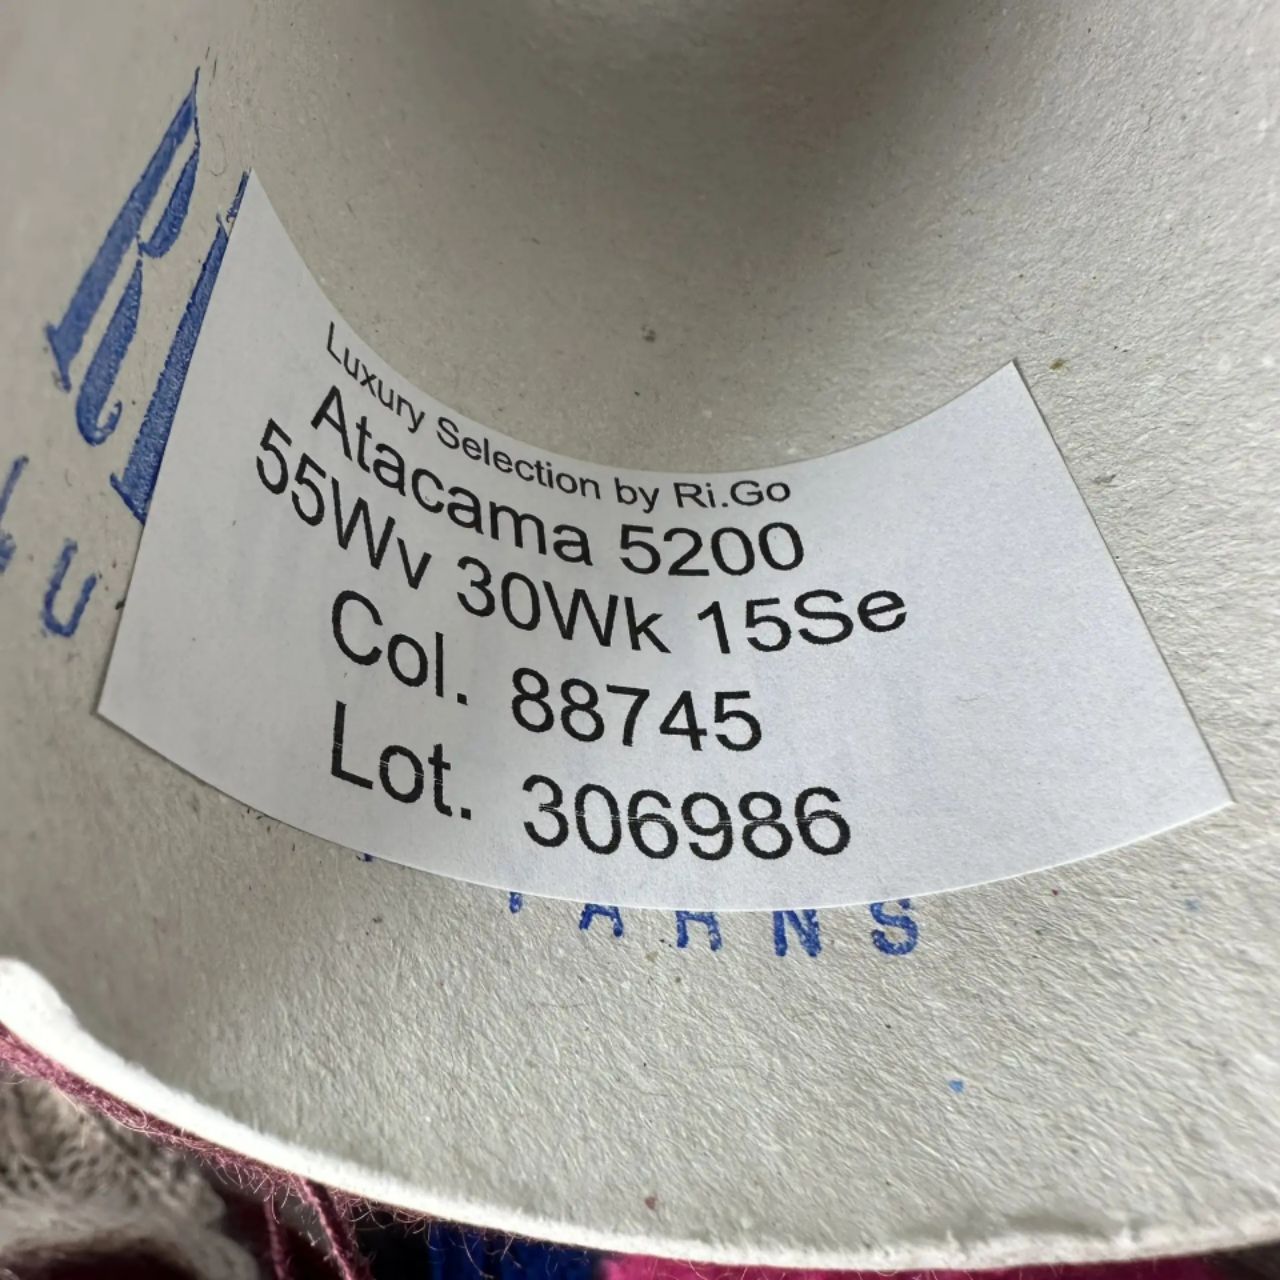 Luxury Selection by Ri.Go
Atacama 5200
55Wv 30Wk 15Se
Col. 88745
Lot. 306986